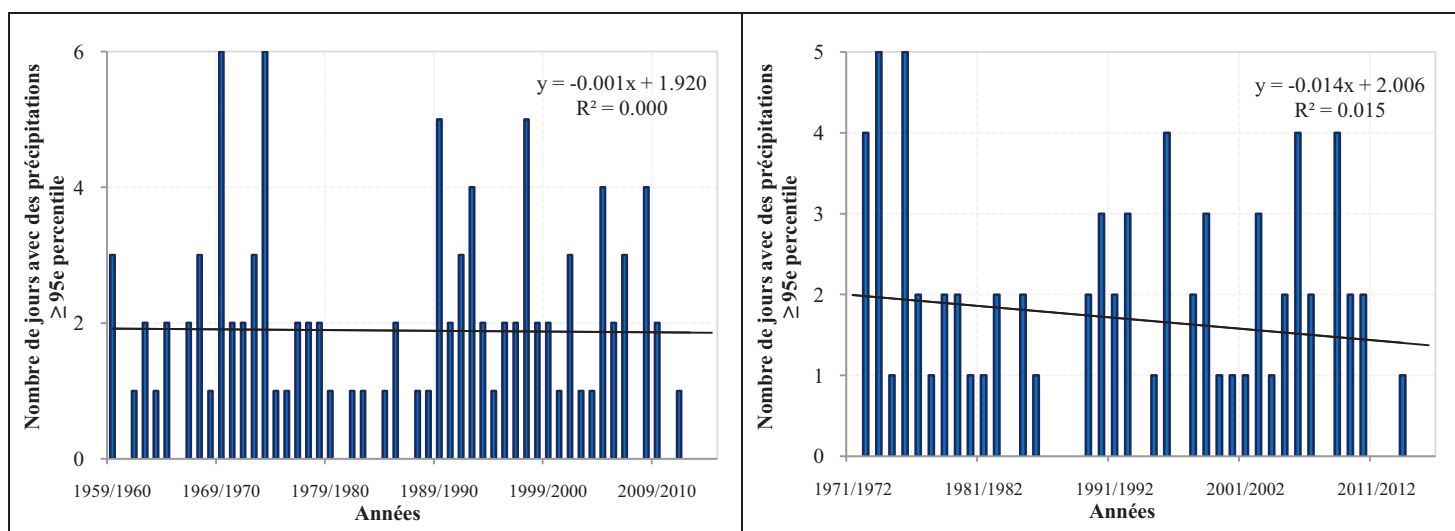 Nombre de jours avec des précipitations
≥ 95e percentile
6
4
2
0
y = -0.001x + 1.920
R² = 0.000
1959/1960 1969/1970 1979/1980 1989/1990 1999/2000 2009/2010
Années
Nombre de jours avec des précipitations
≥ 95e percentile
5
4
3
2
1
0
y = -0.014x + 2.006
R² = 0.015
1971/1972 1981/1982 1991/1992 2001/2002 2011/2012
Années